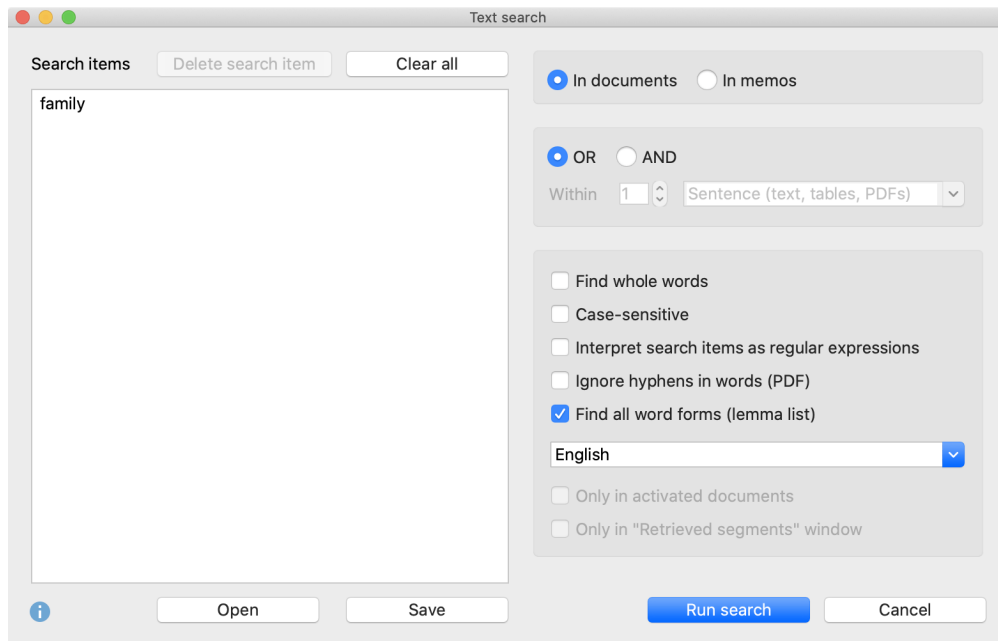 Text search
Search items
Delete search item
Clear all
family
In documents
In memos
OR
AND
Within
1
Sentence (text, tables, PDFs)
Find whole words
Case-sensitive
Interpret search items as regular expressions
Ignore hyphens in words (PDF)
Find all word forms (lemma list)
English
Only in activated documents
Only in "Retrieved segments" window
Open
Save
Run search
Cancel